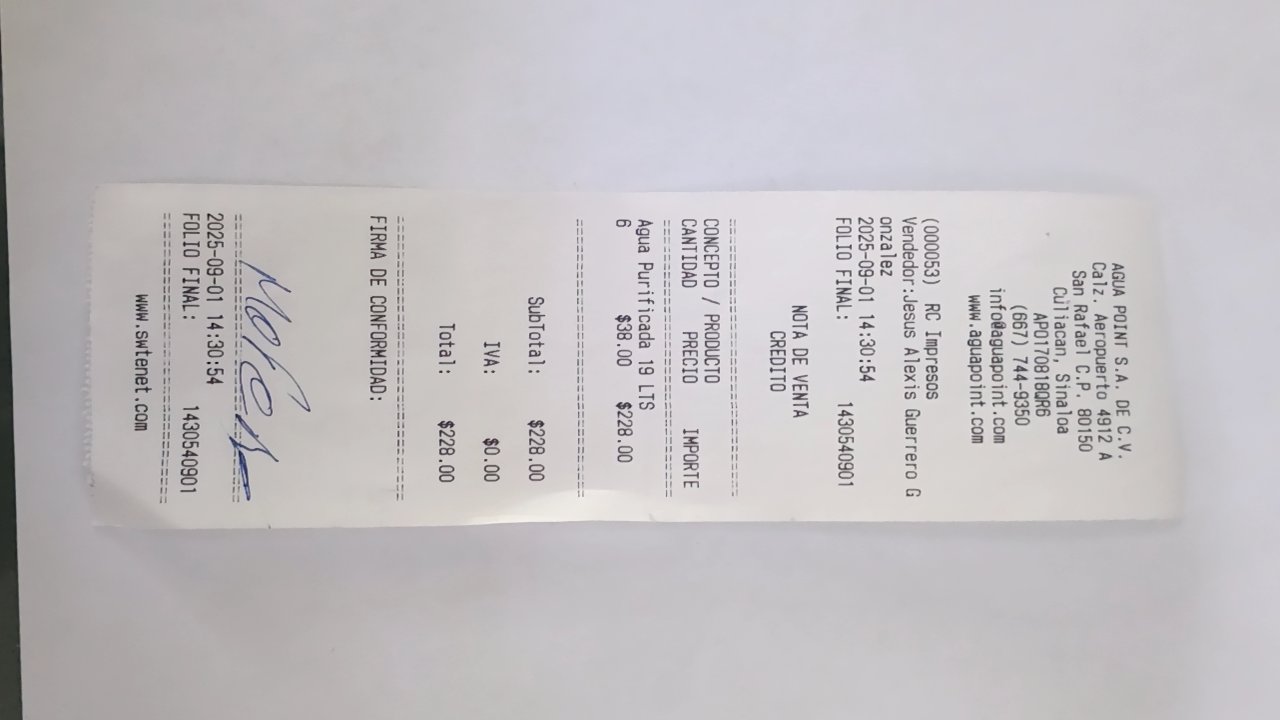 AGUA POINT S.A. DE C.V.
Calz. Aeropuerto 4912 A
San Rafael C.P. 80150
Culiacan, Sinaloa
APO170818QR6
(667) 744-9350
info@aguapoint.com
www.aguapoint.com
(000053) RC Impresos
Vendedor:Jesus Alexis Guerrero G
onzalez
2025-09-01 14:30:54
FOLIO FINAL: 1430540901
NOTA DE VENTA
CREDITO
CONCEPTO / PRODUCTO
CANTIDAD PRECIO IMPORTE
Agua Purificada 19 LTS
6 $38.00 $228.00
SubTotal: $228.00
IVA: $0.00
Total: $228.00
FIRMA DE CONFORMIDAD:
2025-09-01 14:30:54
FOLIO FINAL: 1430540901
www.swtenet.com